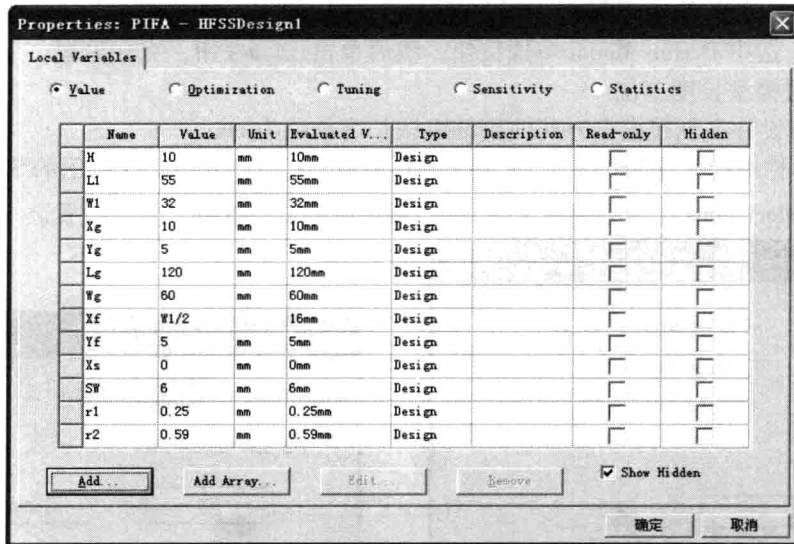 Properties: PIFA - HFSSDesign1
Local Variables
Value Optimization Tuning Sensitivity Statistics
Name Value Unit Evaluated V... Type Description Read-only Hidden
H 10 mm 10mm Design
L1 55 mm 55mm Design
W1 32 mm 32mm Design
Xg 10 mm 10mm Design
Yg 5 mm 5mm Design
Lg 120 mm 120mm Design
Wg 60 mm 60mm Design
Xf W1/2 16mm Design
Yf 5 mm 5mm Design
Xs 0 mm 0mm Design
SW 6 mm 6mm Design
r1 0.25 mm 0.25mm Design
r2 0.59 mm 0.59mm Design
Add... Add Array... Edit... Remove Show Hidden
确定 取消